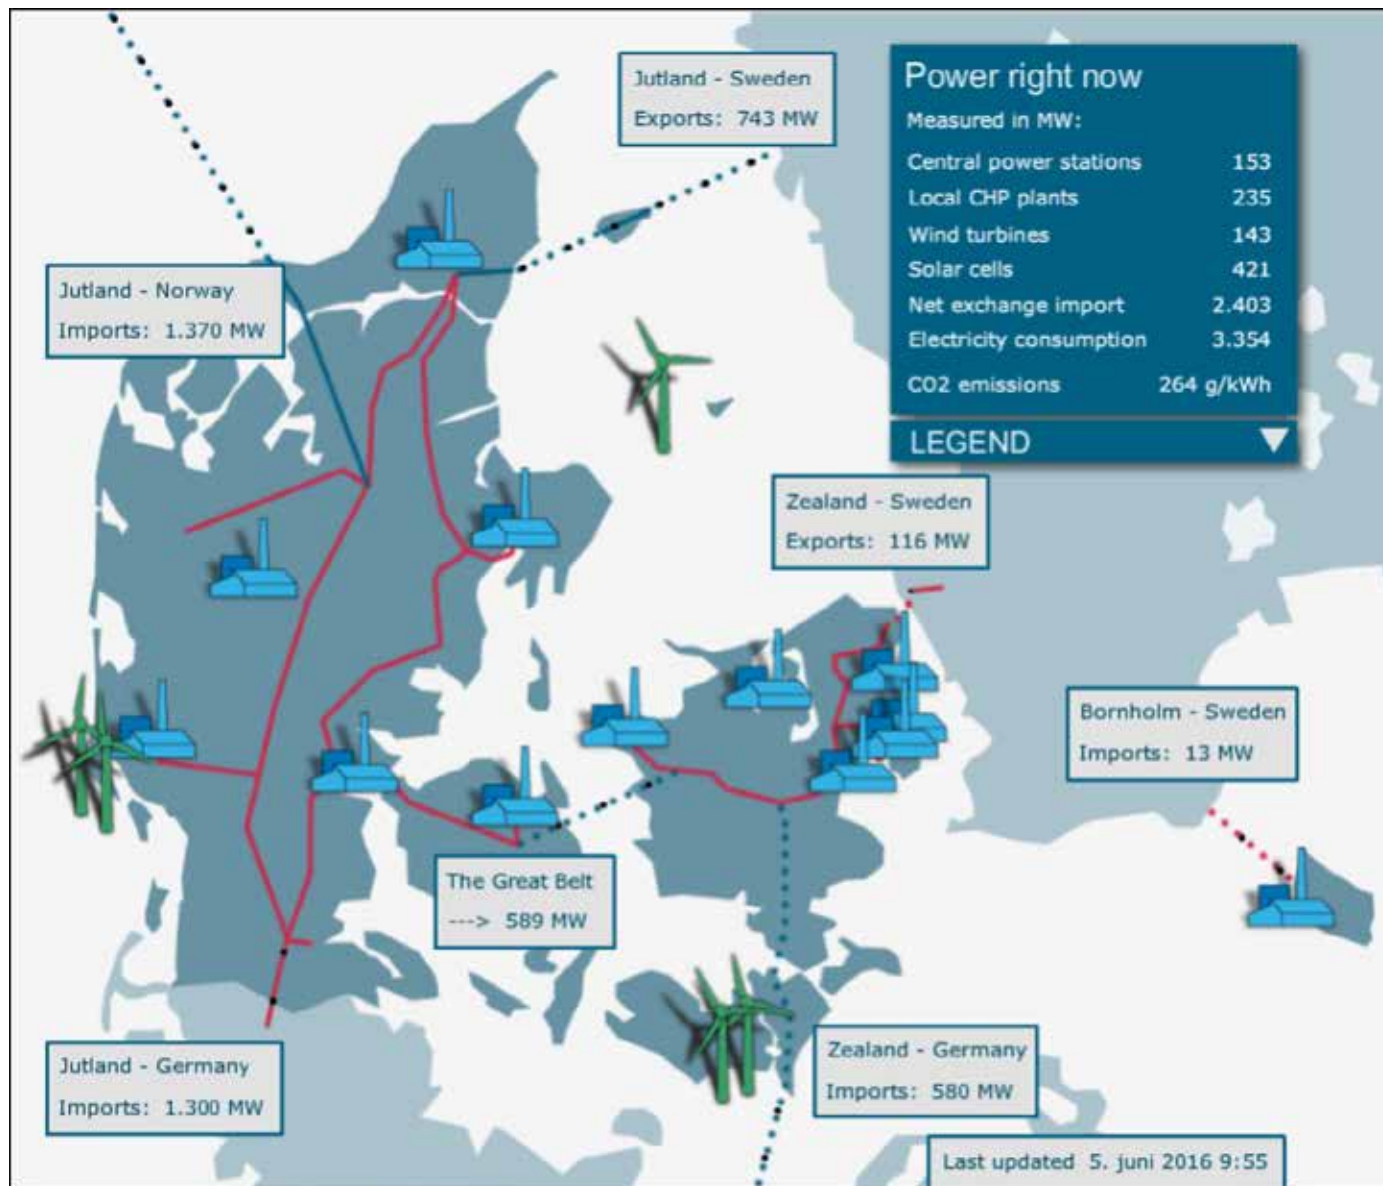 Jutland - Sweden
Exports: 743 MW
Power right now
Measured in MW:
Central power stations 153
Local CHP plants 235
Wind turbines 143
Solar cells 421
Net exchange import 2.403
Electricity consumption 3.354
CO2 emissions 264 g/kWh
LEGEND
Jutland - Norway
Imports: 1.370 MW
Zealand - Sweden
Exports: 116 MW
Bornholm - Sweden
Imports: 13 MW
The Great Belt
---> 589 MW
Jutland - Germany
Imports: 1.300 MW
Zealand - Germany
Imports: 580 MW
Last updated 5. juni 2016 9:55